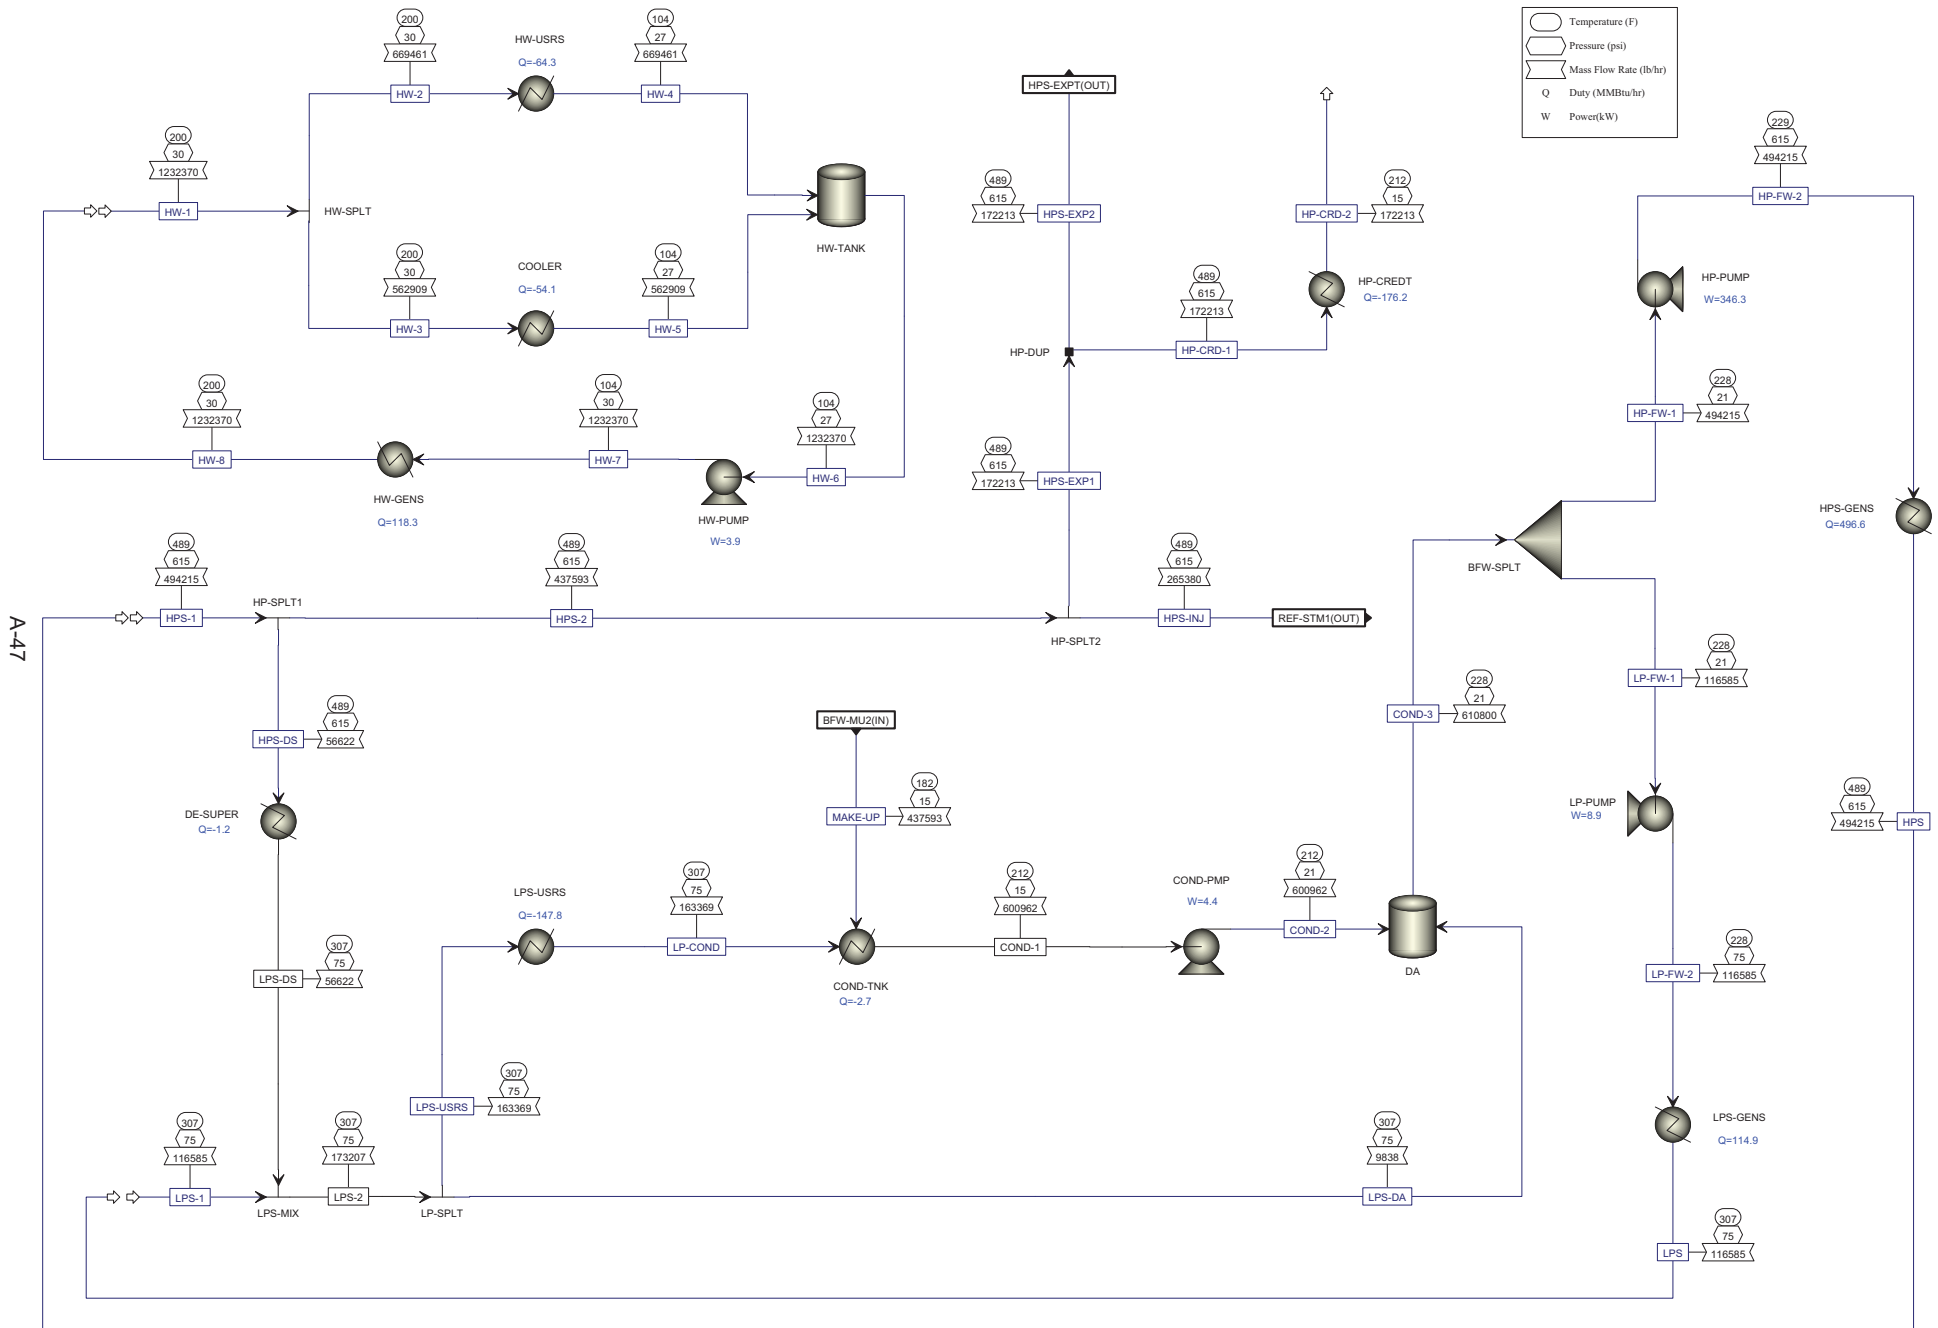 Temperature (F)
Pressure (psi)
Mass Flow Rate (lb/hr)
Q Duty (MMBtu/hr)
W Power(kW)
200
30
669461
HW-2
HW-USRS
Q=-64.3
104
27
669461
HW-4
200
30
1232370
HW-1
HW-SPLT
HW-TANK
200
30
562909
HW-3
COOLER
Q=-54.1
104
27
562909
HW-5
200
30
1232370
HW-8
HW-GENS
Q=118.3
104
30
1232370
HW-7
HW-PUMP
W=3.9
104
27
1232370
HW-6
HPS-EXPT(OUT)
489
615
172213
HPS-EXP2
212
15
172213
HP-CRD-2
HP-CREDT
Q=-176.2
489
615
172213
HP-CRD-1
HP-DUP
489
615
172213
HPS-EXP1
229
615
494215
HP-FW-2
HP-PUMP
W=346.3
228
21
494215
HP-FW-1
HPS-GENS
Q=496.6
BFW-SPLT
A-47
489
615
494215
HPS-1
HP-SPLT1
489
615
437593
HPS-2
HP-SPLT2
489
615
265380
HPS-INJ
REF-STM1(OUT)
228
21
116585
LP-FW-1
228
21
610800
COND-3
489
615
56622
HPS-DS
DE-SUPER
Q=-1.2
BFW-MU2(IN)
182
15
437593
MAKE-UP
LP-PUMP
W=8.9
489
615
494215
HPS
LPS-USRS
Q=-147.8
307
75
163369
LP-COND
COND-TNK
Q=-2.7
212
15
600962
COND-1
COND-PMP
W=4.4
212
21
600962
COND-2
DA
307
75
56622
LPS-DS
228
75
116585
LP-FW-2
307
75
163369
LPS-USRS
LPS-GENS
Q=114.9
307
75
116585
LPS-1
LPS-MIX
307
75
173207
LPS-2
LP-SPLT
307
75
9838
LPS-DA
307
75
116585
LPS